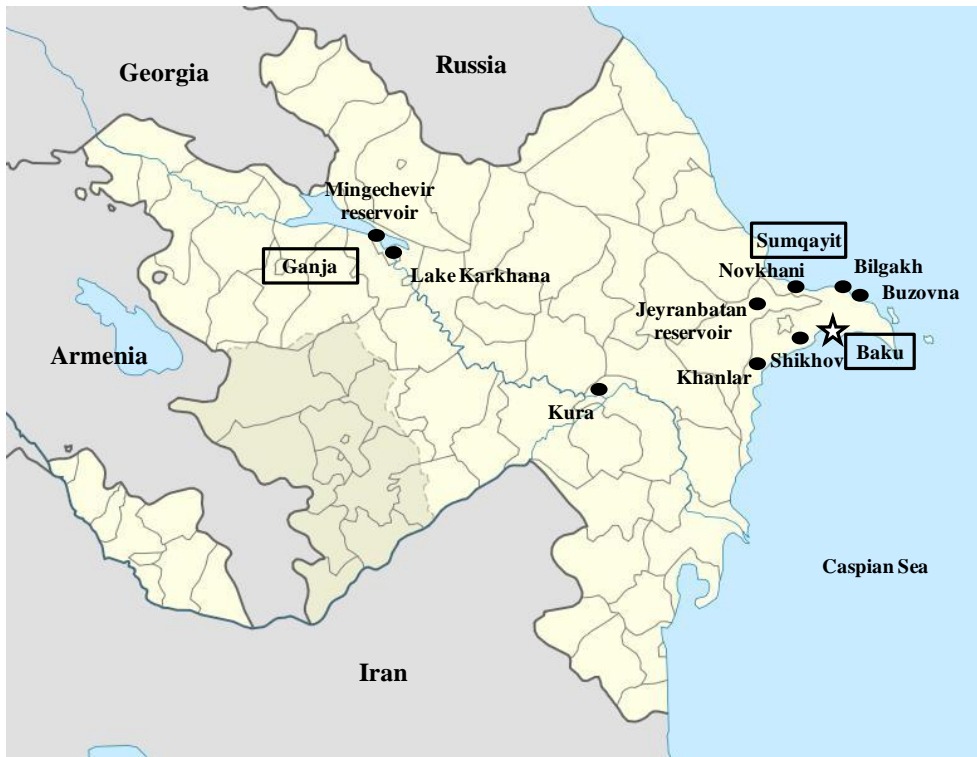 Russia
Georgia
Mingechevir
reservoir
Sumqayit
Ganja
Lake Karkhana
Novkhani
Bilgakh
Buzovna
Jeyranbatan
reservoir
Armenia
Baku
Shikhov
Khanlar
Kura
Caspian Sea
Iran